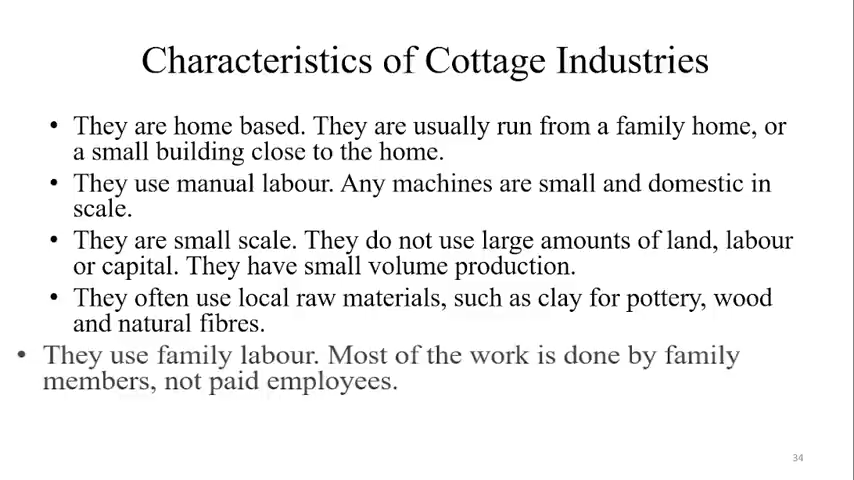 Characteristics of Cottage Industries
• They are home based. They are usually run from a family home, or
a small building close to the home.
• They use manual labour. Any machines are small and domestic in
scale.
• They are small scale. They do not use large amounts of land, labour
or capital. They have small volume production.
• They often use local raw materials, such as clay for pottery, wood
and natural fibres.
• They use family labour. Most of the work is done by family
members, not paid employees.
34